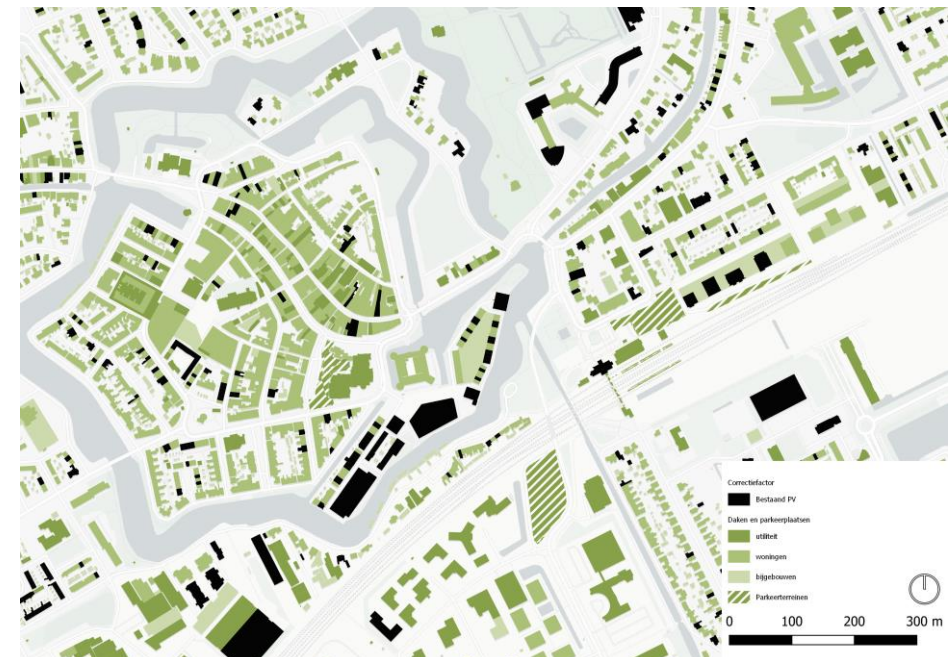 Correctiefactor
Bestaand PV
Daken en parkeerplaatsen
utiliteit
woningen
bijgebouwen
Parkeerterreinen
0 100 200 300 m